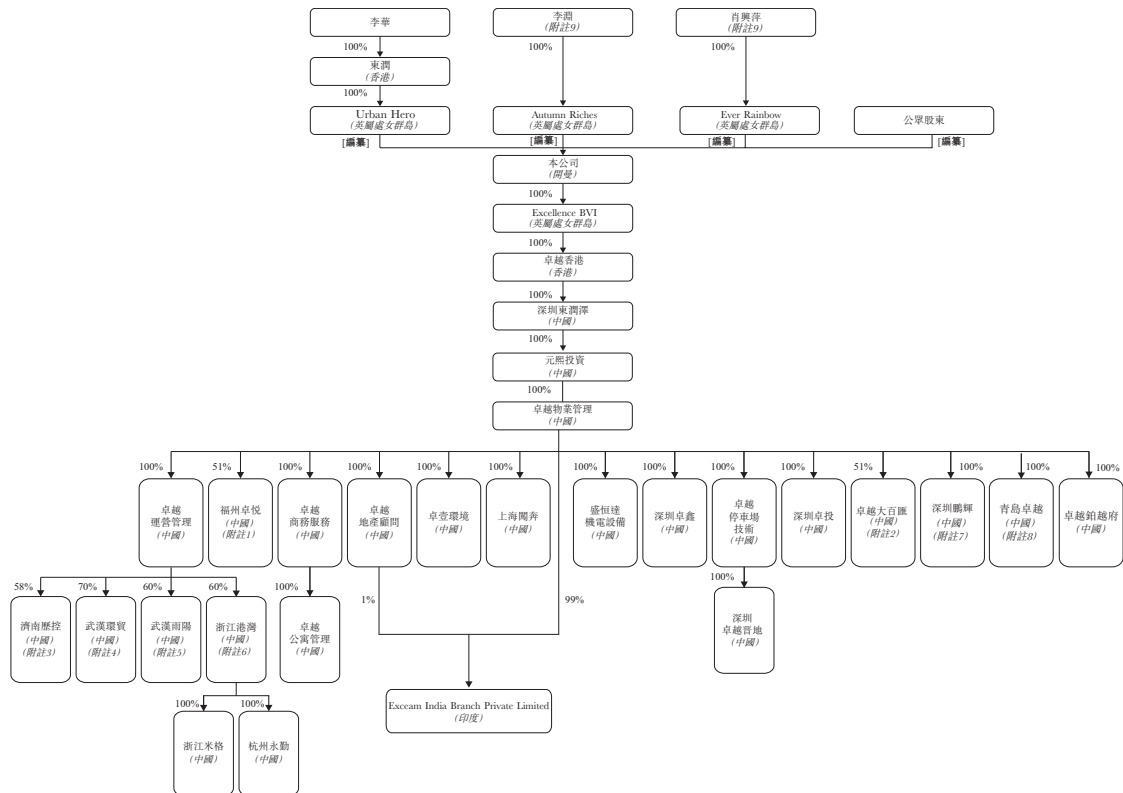 李華
李淵
(附註9)
肖興萍
(附註9)
100%
100%
100%
東潤
(香港)
100%
Urban Hero
(英屬處女群島)
Autumn Riches
(英屬處女群島)
Ever Rainbow
(英屬處女群島)
公眾股東
[編纂]
[編纂]
[編纂]
[編纂]
本公司
(開曼)
100%
Excellence BVI
(英屬處女群島)
100%
卓越香港
(香港)
100%
深圳東潤澤
(中國)
100%
元熙投資
(中國)
100%
卓越物業管理
(中國)
100%
51%
100%
100%
100%
100%
100%
100%
100%
100%
51%
100%
100%
100%
卓越
運營管理
(中國)
福州卓悅
(中國)
(附註1)
卓越
商務服務
(中國)
卓越
地產顧問
(中國)
卓壹環境
(中國)
上海閩奔
(中國)
盛恒達
機電設備
(中國)
深圳卓鑫
(中國)
卓越
停車場
技術
(中國)
深圳卓投
(中國)
卓越大百匯
(中國)
(附註2)
深圳鵬輝
(中國)
(附註7)
青島卓越
(中國)
(附註8)
卓越鉑越府
(中國)
58%
70%
60%
60%
100%
1%
99%
100%
濟南歷控
(中國)
(附註3)
武漢環貿
(中國)
(附註4)
武漢雨陽
(中國)
(附註5)
浙江港灣
(中國)
(附註6)
卓越
公寓管理
(中國)
深圳
卓越晉地
(中國)
Exceam India Branch Private Limited
(印度)
100%
100%
浙江米格
(中國)
杭州永勤
(中國)